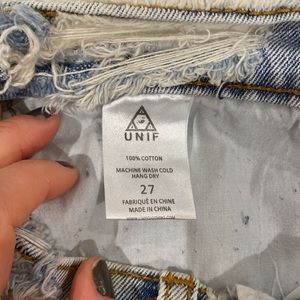 UNIF
100% COTTON
MACHINE WASH COLD
HANG DRY
27
FABRIQUÉ EN CHINE
MADE IN CHINA